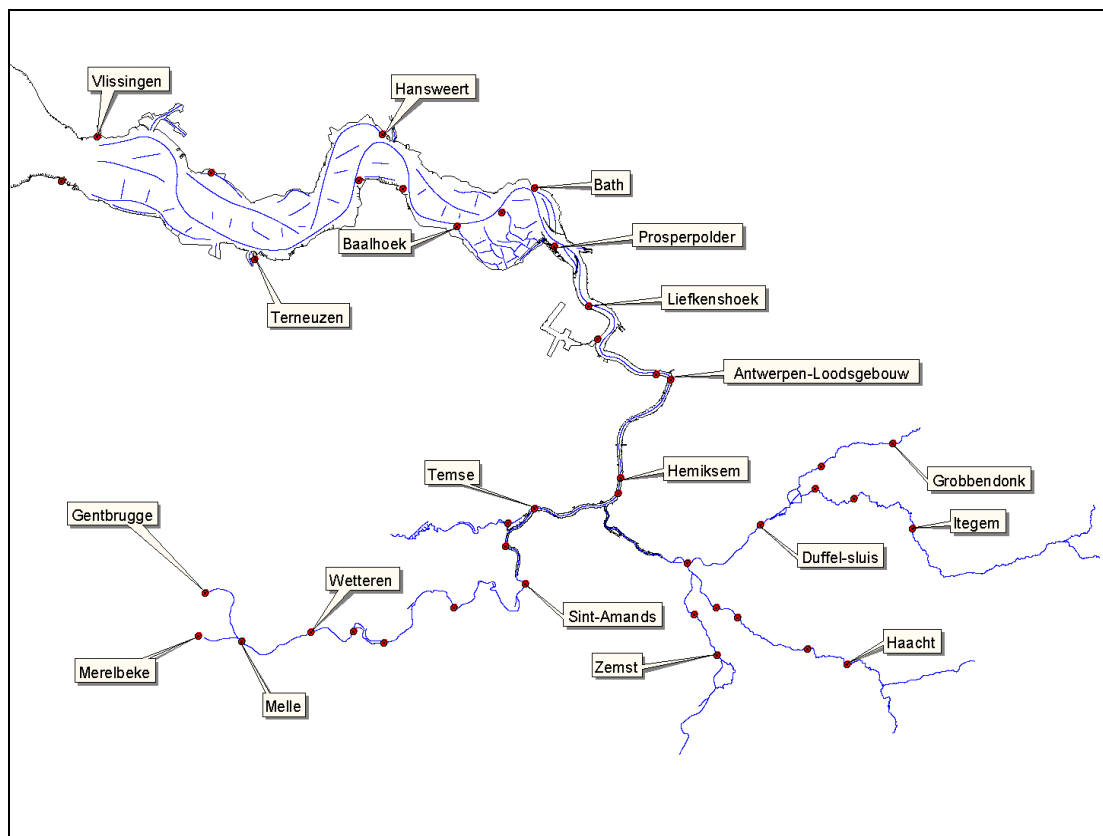 Vlissingen
Hansweert
Bath
Prosperpolder
Baalhoek
Liefkenshoek
Terneuzen
Antwerpen-Loodsgebouw
Hemiksem
Temse
Grobbendonk
Gentbrugge
Itegem
Duffel-sluis
Wetteren
Sint-Amands
Haacht
Zemst
Merelbeke
Melle